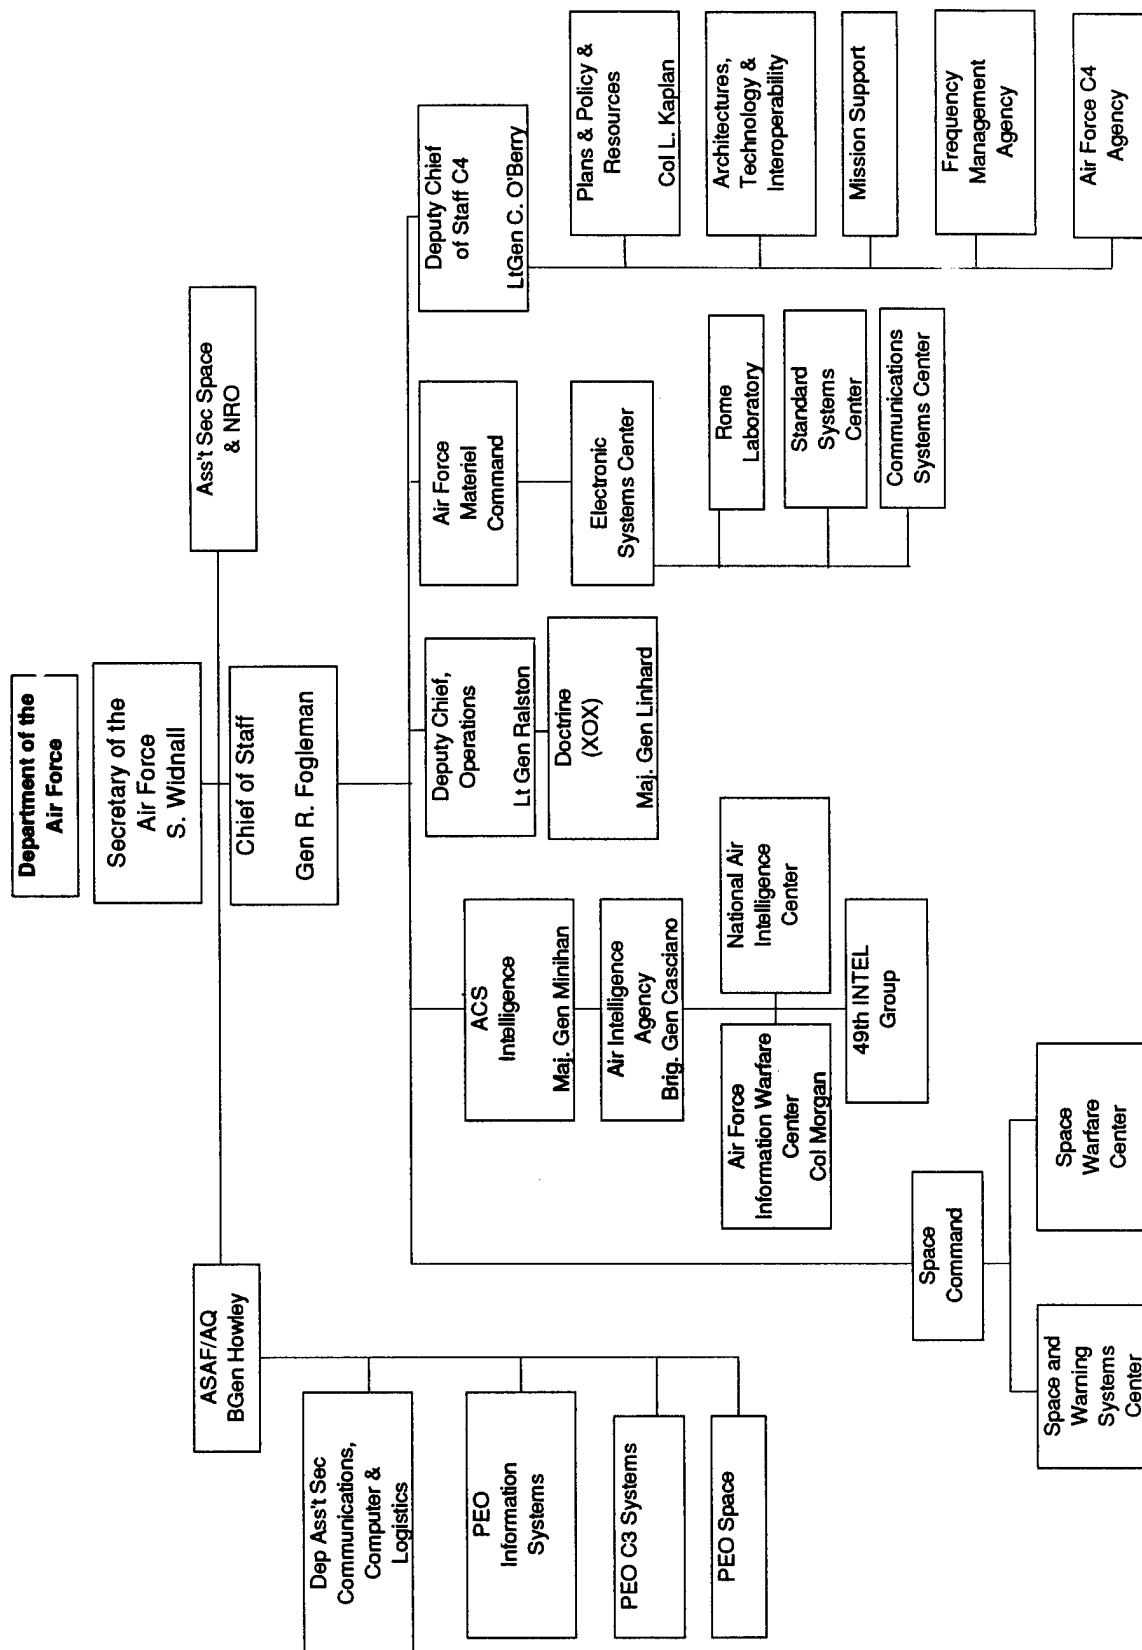 Department of the
Air Force
Secretary of the
Air Force
S. Widnall
Chief of Staff
Gen R. Fogleman
ASAF/AQ
BGen Howley
Ass't Sec Space
& NRO
Dep Ass't Sec
Communications,
Computer &
Logistics
PEO
Information
Systems
PEO C3 Systems
PEO Space
Space
Command
Space and
Warning
Systems
Center
Space
Warfare
Center
ACS
Intelligence
Maj. Gen Minihan
Air Intelligence
Agency
Brig. Gen Casciano
Air Force
Information Warfare
Center
Col Morgan
National Air
Intelligence
Center
49th INTEL
Group
Deputy Chief,
Operations
Lt Gen Ralston
Doctrine
(XOX)
Maj. Gen Linhard
Air Force
Materiel
Command
Electronic
Systems Center
Rome
Laboratory
Standard
Systems
Center
Communications
Systems Center
Deputy Chief
of Staff C4
LtGen C. O'Berry
Plans & Policy &
Resources
Col L. Kaplan
Architectures,
Technology &
Interoperability
Mission Support
Frequency
Management
Agency
Air Force C4
Agency